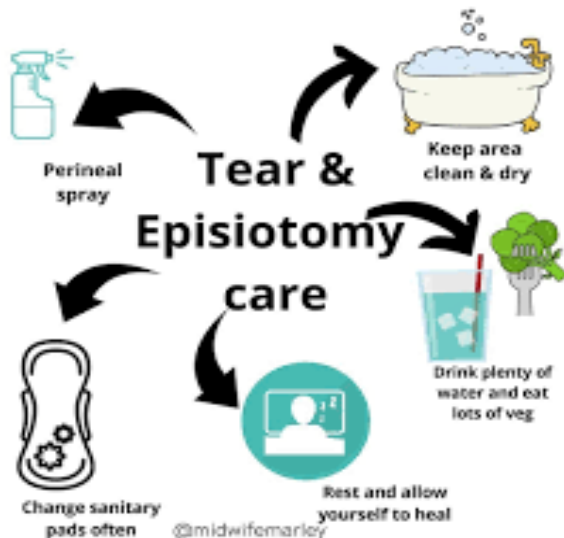 Perineal
spray
Tear &
Episiotomy
care
Keep area
clean & dry
Drink plenty of
water and eat
lots of veg
z z
z
Rest and allow
yourself to heal
Change sanitary
pads often
@midwifemarley